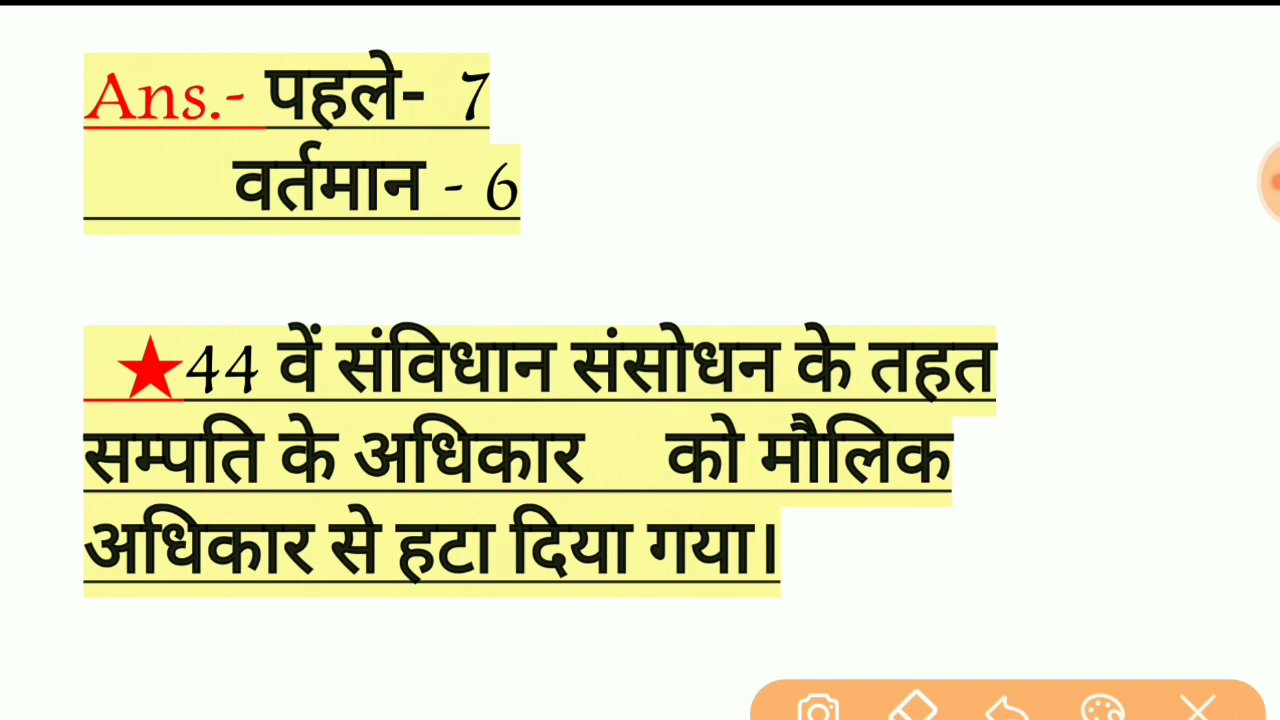 Ans.- पहले- 7
वर्तमान - 6
★44 वें संविधान संसोधन के तहत
सम्पति के अधिकार को मौलिक
अधिकार से हटा दिया गया।